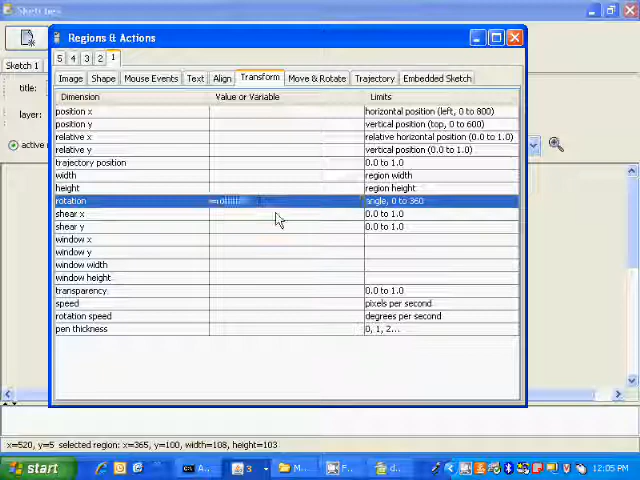 Sketches
Regions & Actions
5 4 3 2 1
Sketch 1
Image Shape Mouse Events Text Align Transform Move & Rotate Trajectory Embedded Sketch
title:
Dimension Value or Variable Limits
position x horizontal position (left, 0 to 800)
layer:
position y vertical position (top, 0 to 600)
relative x relative horizontal position (0.0 to 1.0)
active
relative y vertical position (0.0 to 1.0)
trajectory position 0.0 to 1.0
width region width
height region height
rotation angle, 0 to 360
shear x 0.0 to 1.0
shear y 0.0 to 1.0
window x
window y
window width
window height
transparency 0.0 to 1.0
speed pixels per second
rotation speed degrees per second
pen thickness 0, 1, 2...
x=520, y=5 selected region: x=365, y=100, width=108, height=103
start A... 3 M... F... d... 12:05 PM